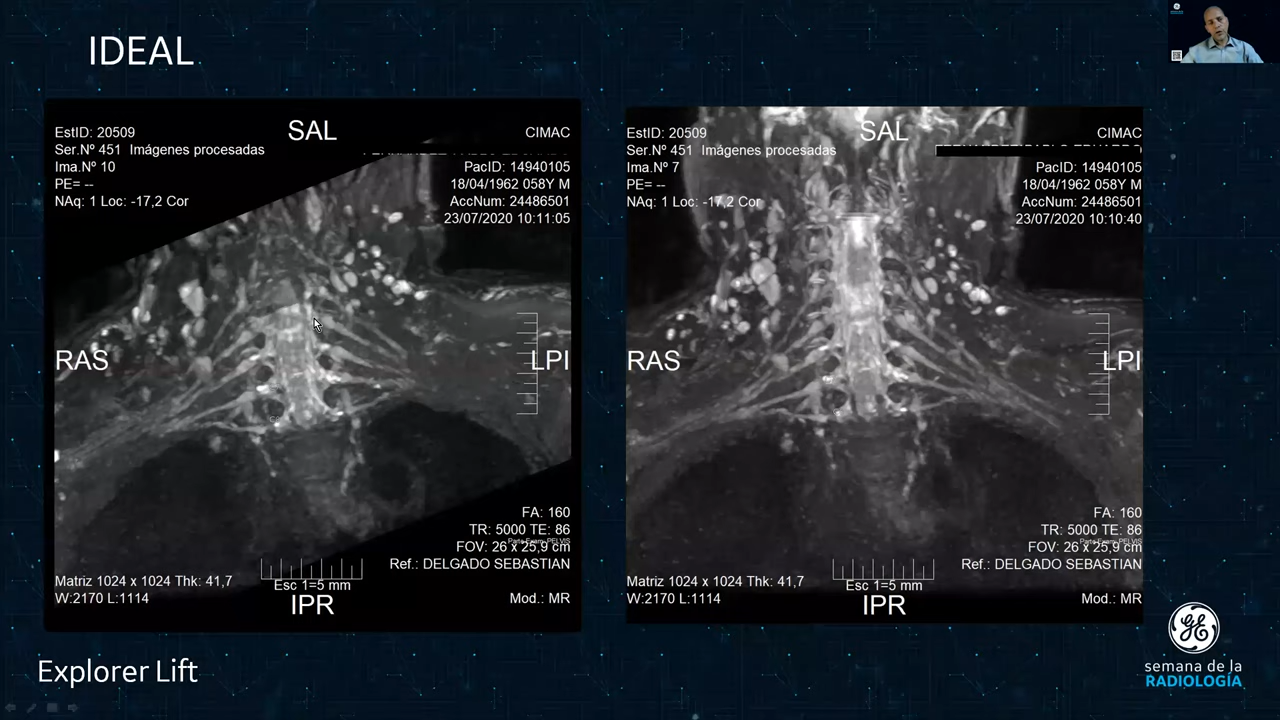 IDEAL
SAL
EstID: 20509
CIMAC
Ser.Nº 451 Imágenes procesadas
Ima.Nº 10
PacID: 14940105
PE= --
18/04/1962 058Y M
NAq: 1 Loc: -17,2 Cor
AccNum: 24486501
23/07/2020 10:11:05
RAS
LPI
FA: 160
TR: 5000 TE: 86
FOV: 26 x 25,9 cm
Ref.: DELGADO SEBASTIAN
Matriz 1024 x 1024 Thk: 41,7
Esc 1=5 mm
W:2170 L:1114
IPR
Mod.: MR
SAL
EstID: 20509
CIMAC
Ser.Nº 451 Imágenes procesadas
Ima.Nº 7
PacID: 14940105
PE= --
18/04/1962 058Y M
NAq: 1 Loc: -17,2 Cor
AccNum: 24486501
23/07/2020 10:10:40
RAS
LPI
FA: 160
TR: 5000 TE: 86
FOV: 26 x 25,9 cm
Ref.: DELGADO SEBASTIAN
Matriz 1024 x 1024 Thk: 41,7
Esc 1=5 mm
W:2170 L:1114
IPR
Mod.: MR
Explorer Lift
GE
semana de la
RADIOLOGÍA